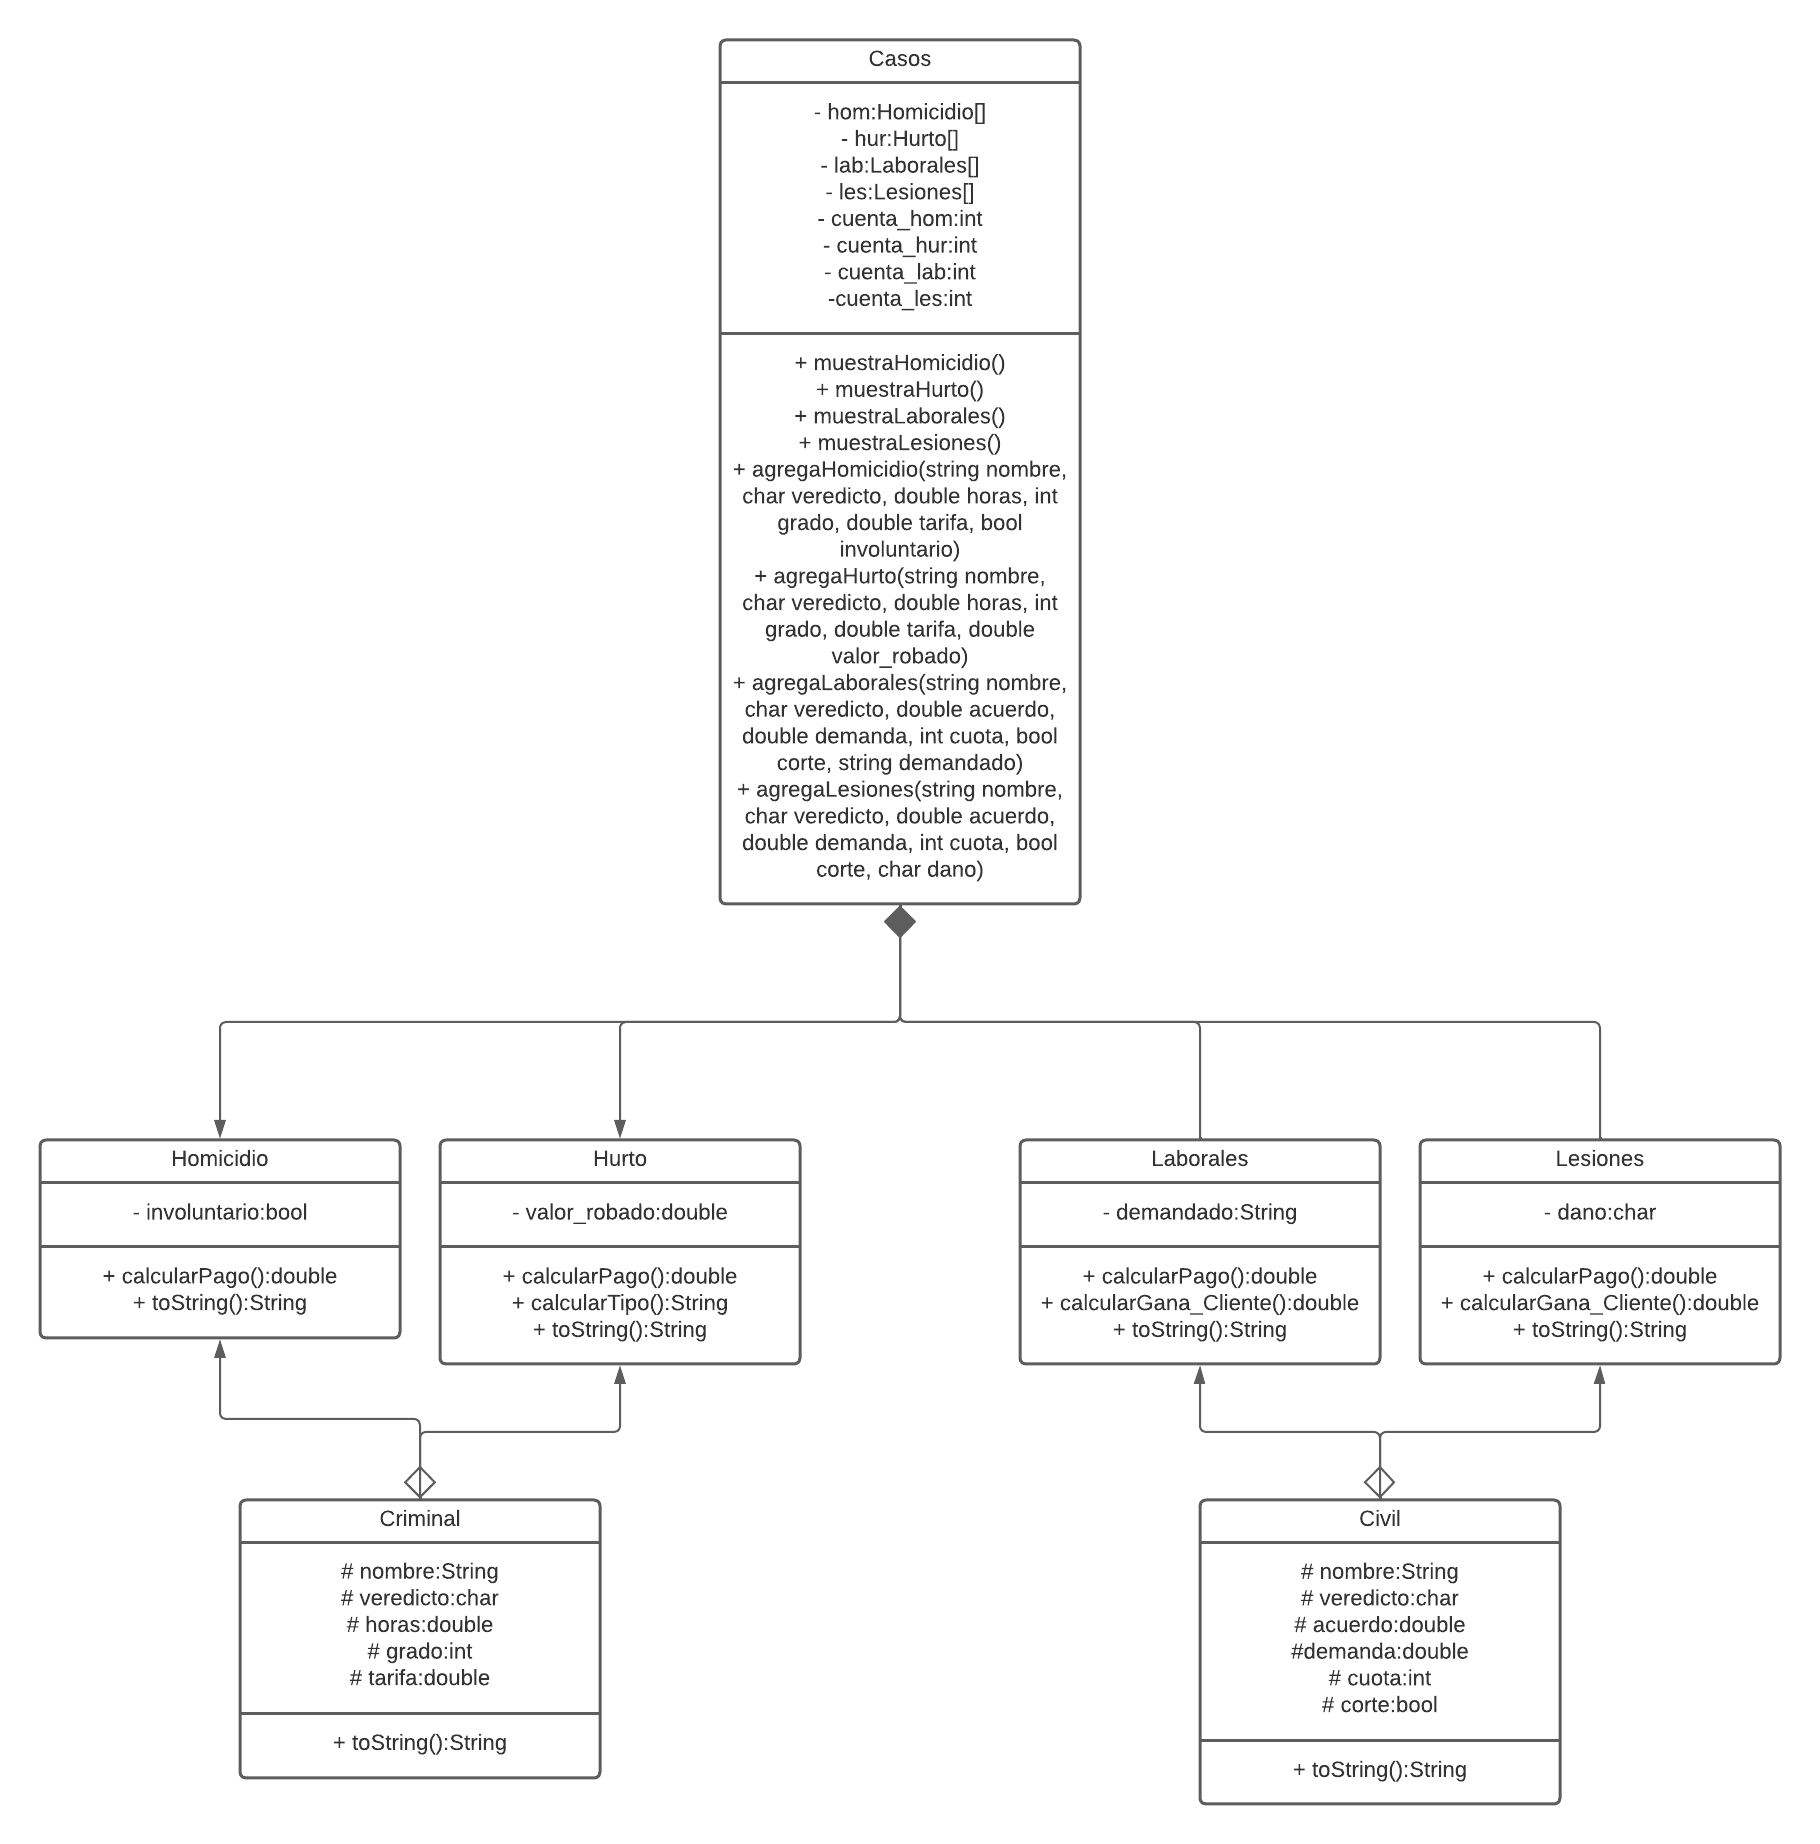 Casos
- hom:Homicidio[]
- hur:Hurto[]
- lab:Laborales[]
- les:Lesiones[]
- cuenta_hom:int
- cuenta_hur:int
- cuenta_lab:int
-cuenta_les:int
+ muestraHomicidio()
+ muestraHurto()
+ muestraLaborales()
+ muestraLesiones()
+ agregaHomicidio(string nombre,
char veredicto, double horas, int
grado, double tarifa, bool
involuntario)
+ agregaHurto(string nombre,
char veredicto, double horas, int
grado, double tarifa, double
valor_robado)
+ agregaLaborales(string nombre,
char veredicto, double acuerdo,
double demanda, int cuota, bool
corte, string demandado)
+ agregaLesiones(string nombre,
char veredicto, double acuerdo,
double demanda, int cuota, bool
corte, char dano)
Homicidio
- involuntario:bool
+ calcularPago():double
+ toString():String
Hurto
- valor_robado:double
+ calcularPago():double
+ calcularTipo():String
+ toString():String
Laborales
- demandado:String
+ calcularPago():double
+ calcularGana_Cliente():double
+ toString():String
Lesiones
- dano:char
+ calcularPago():double
+ calcularGana_Cliente():double
+ toString():String
Criminal
# nombre:String
# veredicto:char
# horas:double
# grado:int
# tarifa:double
+ toString():String
Civil
# nombre:String
# veredicto:char
# acuerdo:double
#demanda:double
# cuota:int
# corte:bool
+ toString():String